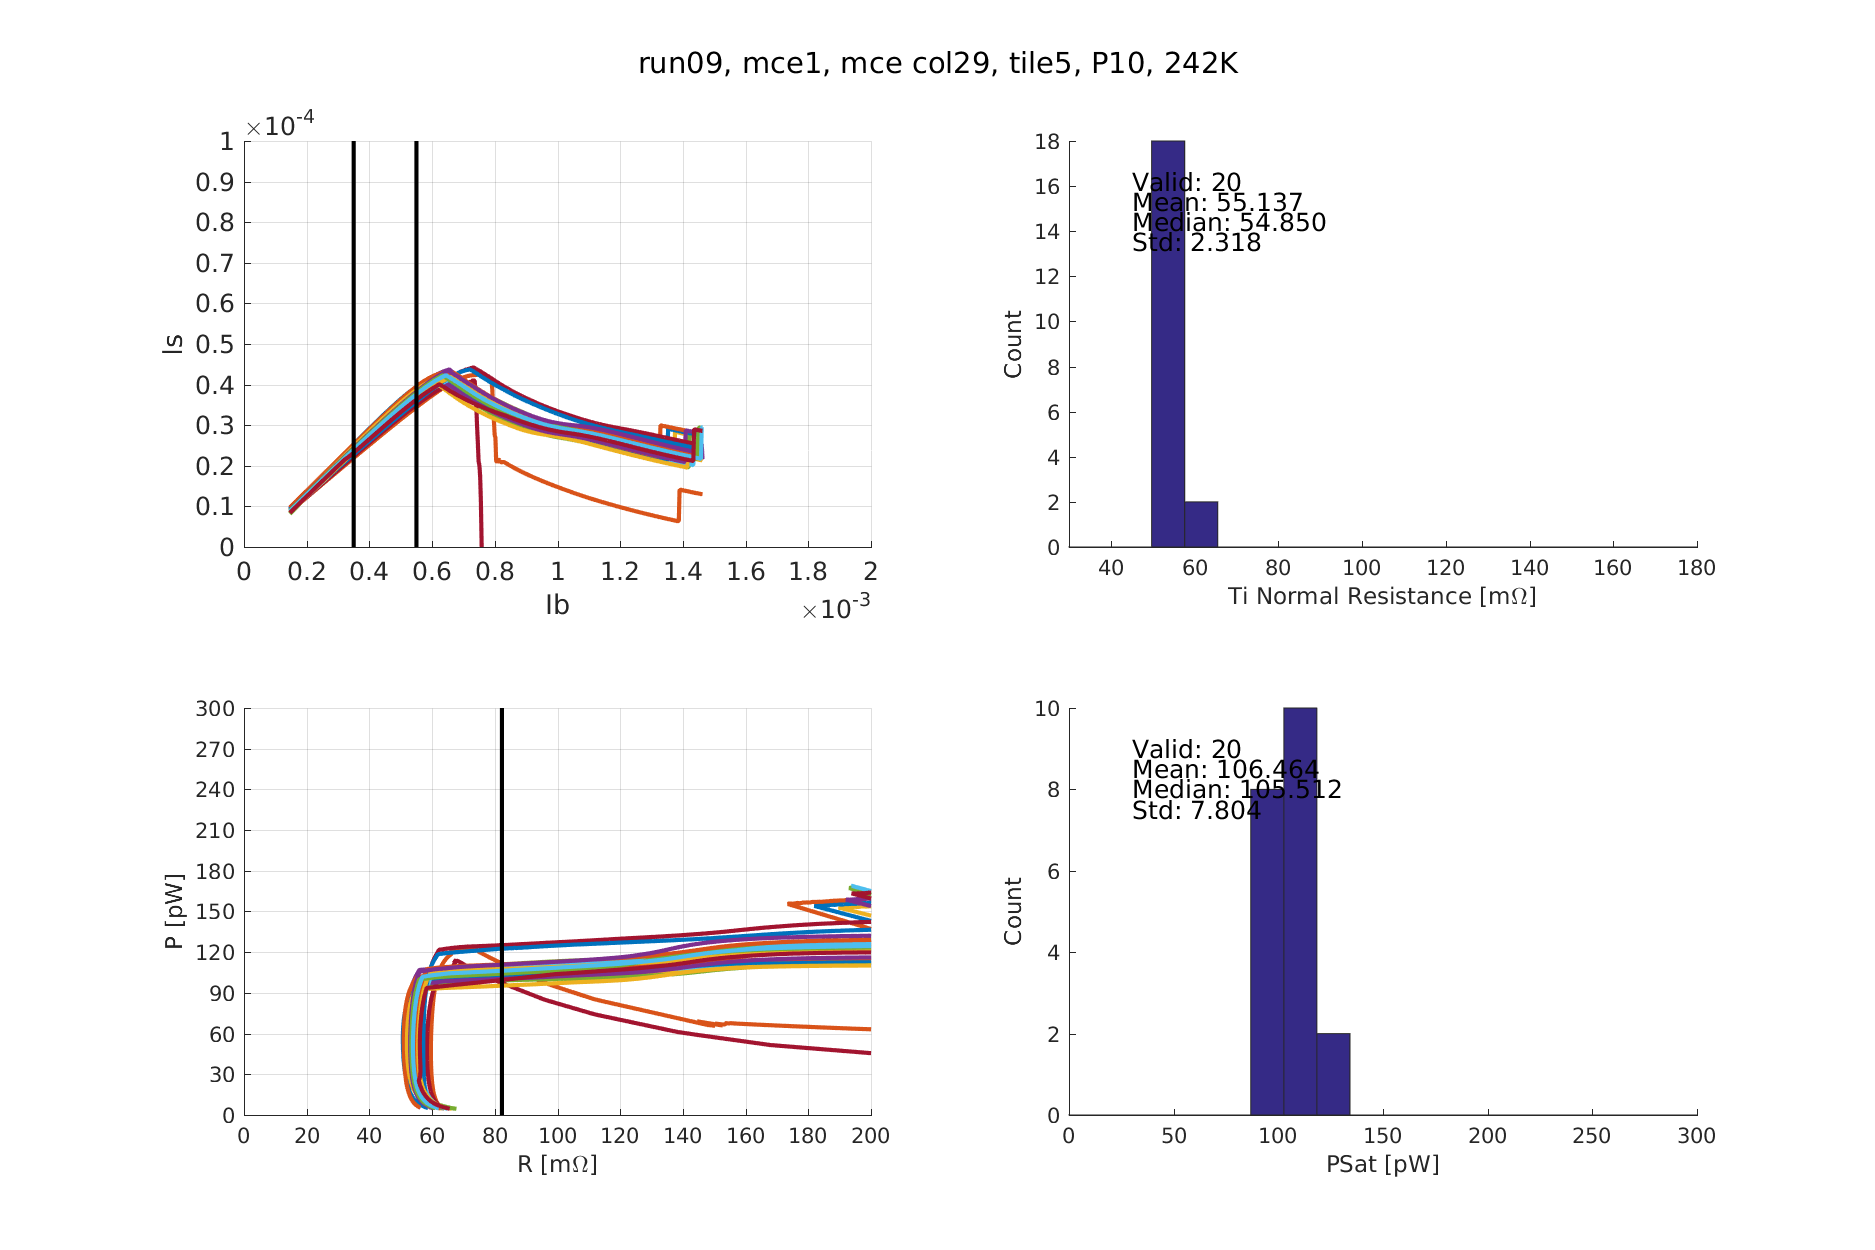 run09, mce1, mce col29, tile5, P10, 242K
×10-4
1
0.9
0.8
0.7
0.6
0.5
0.4
0.3
0.2
0.1
0
Is
0 0.2 0.4 0.6 0.8 1 1.2 1.4 1.6 1.8 2
Ib
×10-3
18
16
14
12
10
8
6
4
2
0
Count
Valid: 20
Mean: 55.137
Median: 54.850
Std: 2.318
40 60 80 100 120 140 160 180
Ti Normal Resistance [mΩ]
300
270
240
210
180
150
120
90
60
30
0
P [pW]
0 20 40 60 80 100 120 140 160 180 200
R [mΩ]
10
8
6
4
2
0
Count
Valid: 20
Mean: 106.464
Median: 105.512
Std: 7.804
0 50 100 150 200 250 300
PSat [pW]